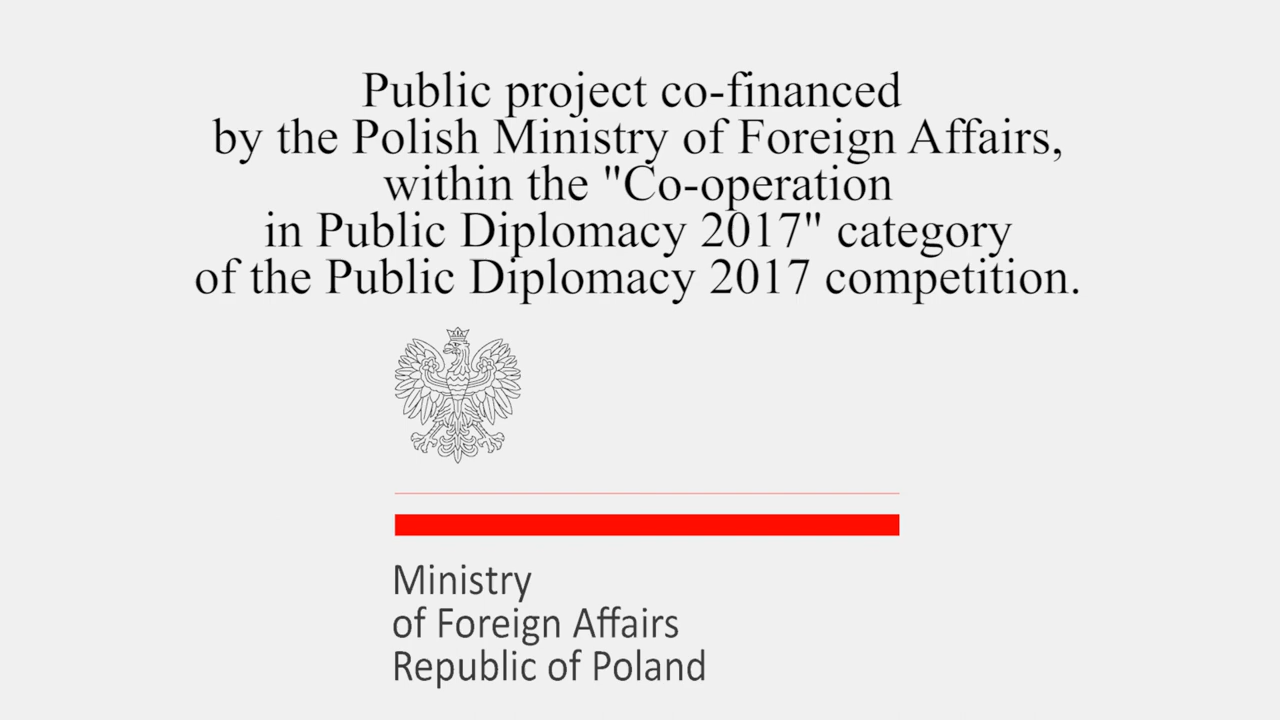 Public project co-financed
by the Polish Ministry of Foreign Affairs,
within the "Co-operation
in Public Diplomacy 2017" category
of the Public Diplomacy 2017 competition.
Ministry
of Foreign Affairs
Republic of Poland